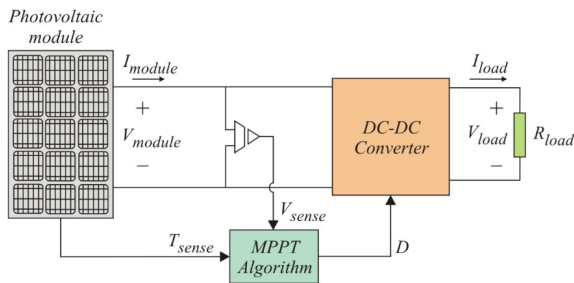 Photovoltaic
module
I_module
+
V_module
−
DC-DC
Converter
I_load
+
V_load
−
R_load
V_sense
T_sense
MPPT
Algorithm
D